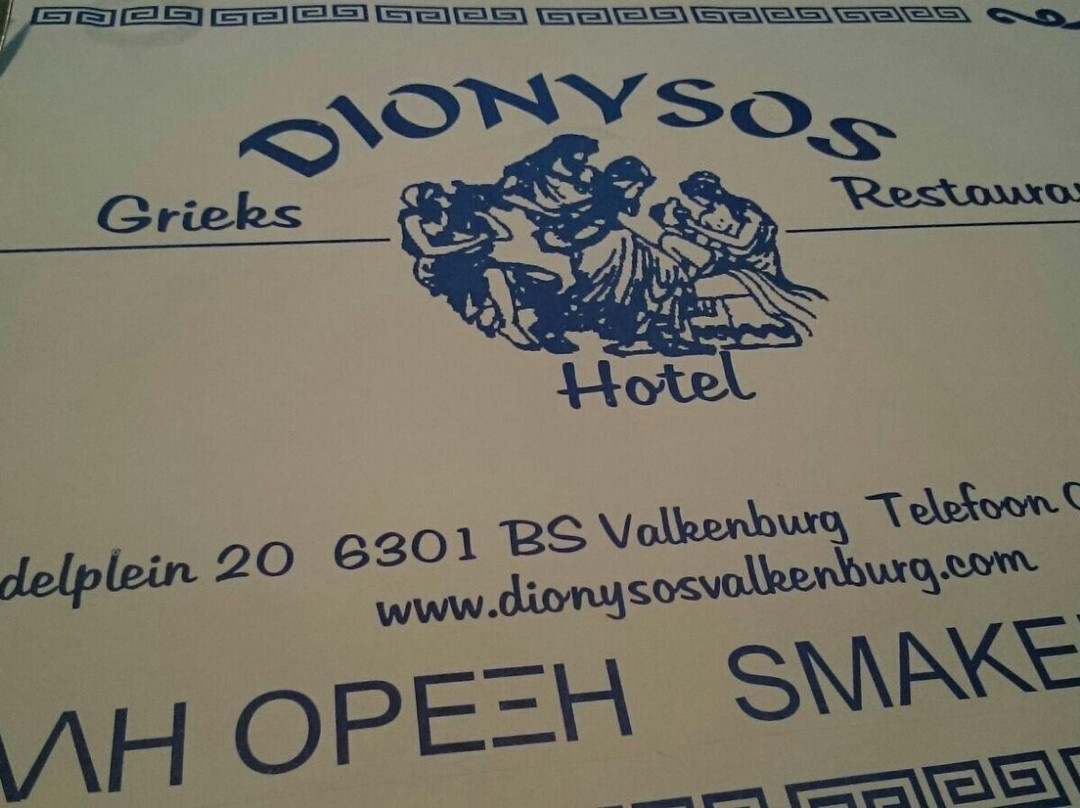 DIONYSOS
Grieks Restaura
Hotel
delplein 20 6301 BS Valkenburg Telefoon
www.dionysosvalkenburg.com
ΛΗ ΟΡΕΞΗ SMAKE